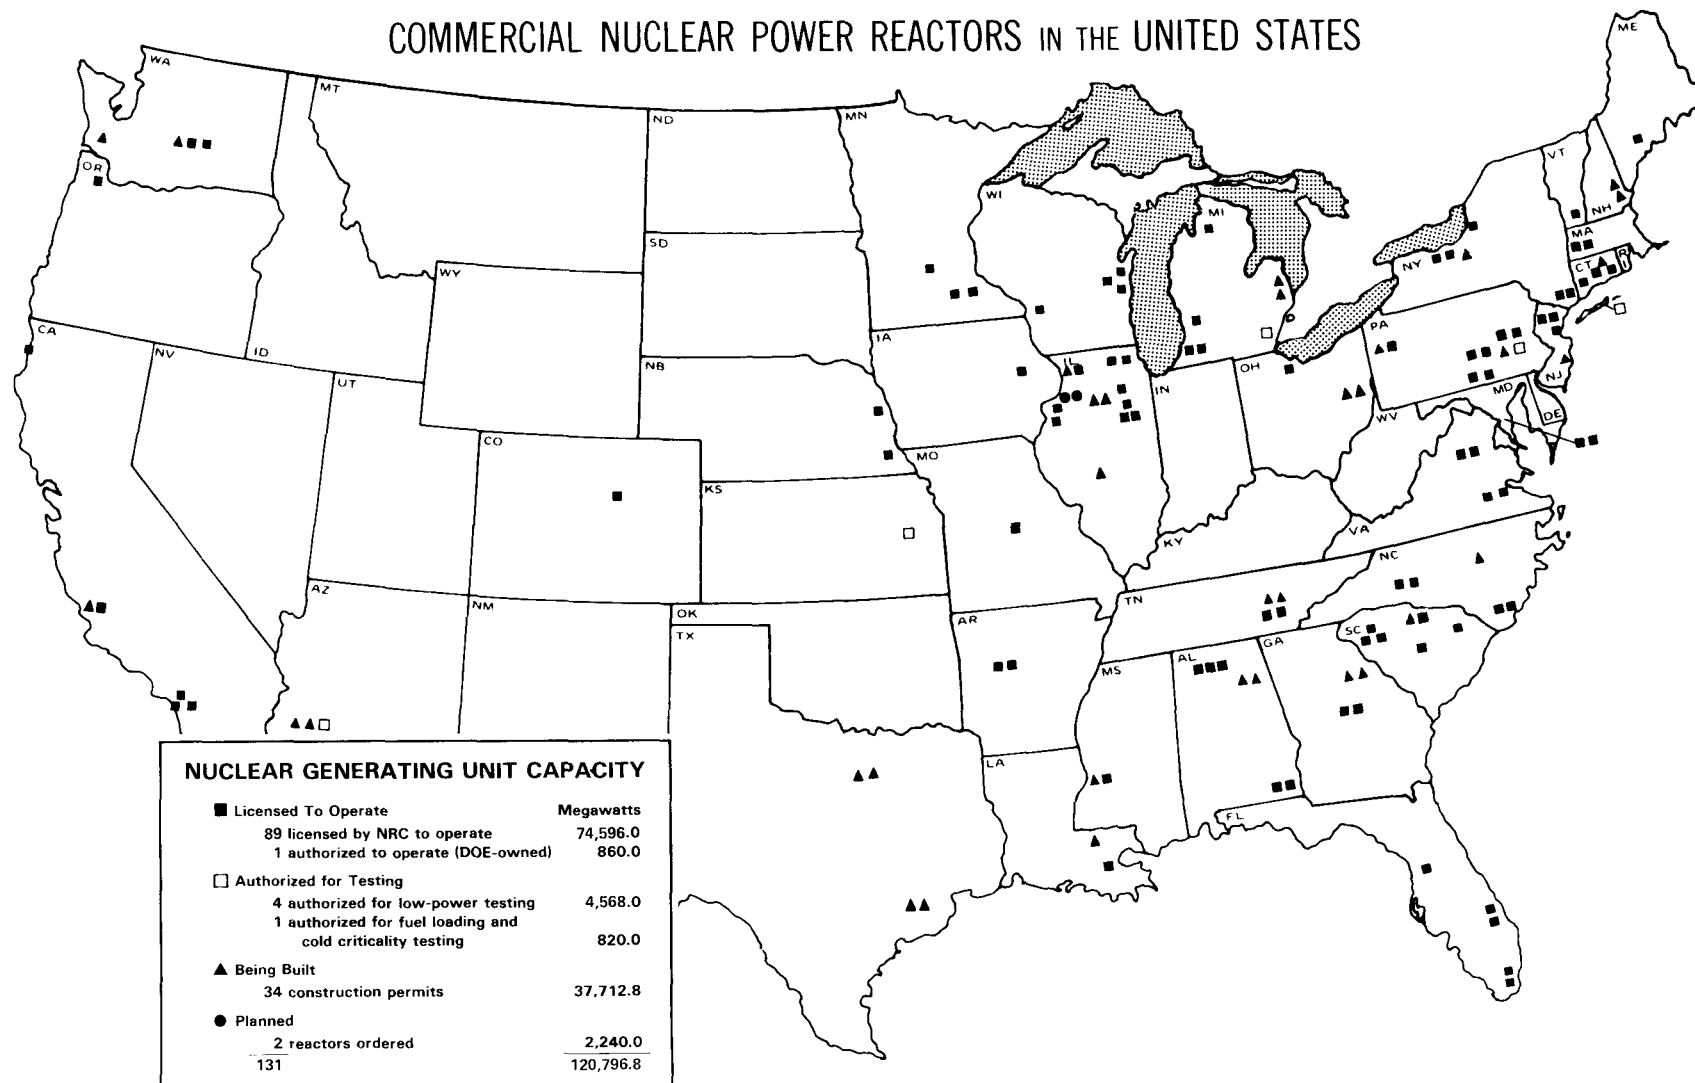 COMMERCIAL NUCLEAR POWER REACTORS IN THE UNITED STATES
ME
WA
MT
ND
MN
VT
OR
WI
MI
NH
MA
SD
NY
CT
RI
WY
CA
NV
ID
IA
PA
UT
NB
IL
IN
OH
NJ
MD
WV
DE
CO
MO
KS
KY
VA
NC
AZ
NM
OK
TX
AR
TN
SC
GA
MS
AL
LA
FL
NUCLEAR GENERATING UNIT CAPACITY
Licensed To Operate Megawatts
89 licensed by NRC to operate 74,596.0
1 authorized to operate (DOE-owned) 860.0
Authorized for Testing
4 authorized for low-power testing 4,568.0
1 authorized for fuel loading and
cold criticality testing 820.0
Being Built
34 construction permits 37,712.8
Planned
2 reactors ordered 2,240.0
131 120,796.8